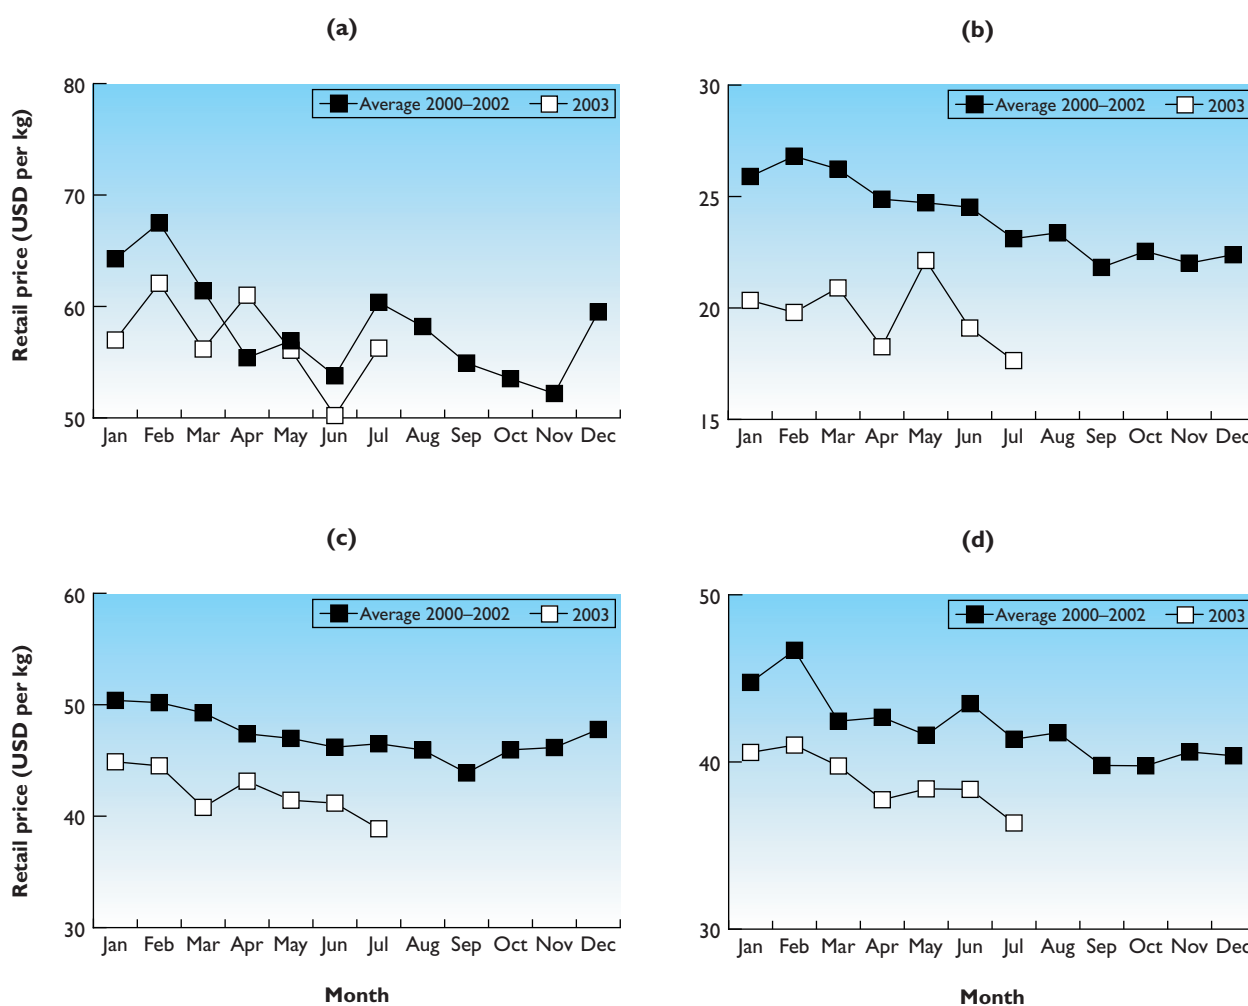 (a)
Retail price (USD per kg)
80
70
60
50
Average 2000–2002 2003
Jan Feb Mar Apr May Jun Jul Aug Sep Oct Nov Dec
(b)
30
25
20
15
Average 2000–2002 2003
Jan Feb Mar Apr May Jun Jul Aug Sep Oct Nov Dec
(c)
Retail price (USD per kg)
60
50
40
30
Average 2000–2002 2003
Jan Feb Mar Apr May Jun Jul Aug Sep Oct Nov Dec
Month
(d)
50
40
30
Average 2000–2002 2003
Jan Feb Mar Apr May Jun Jul Aug Sep Oct Nov Dec
Month